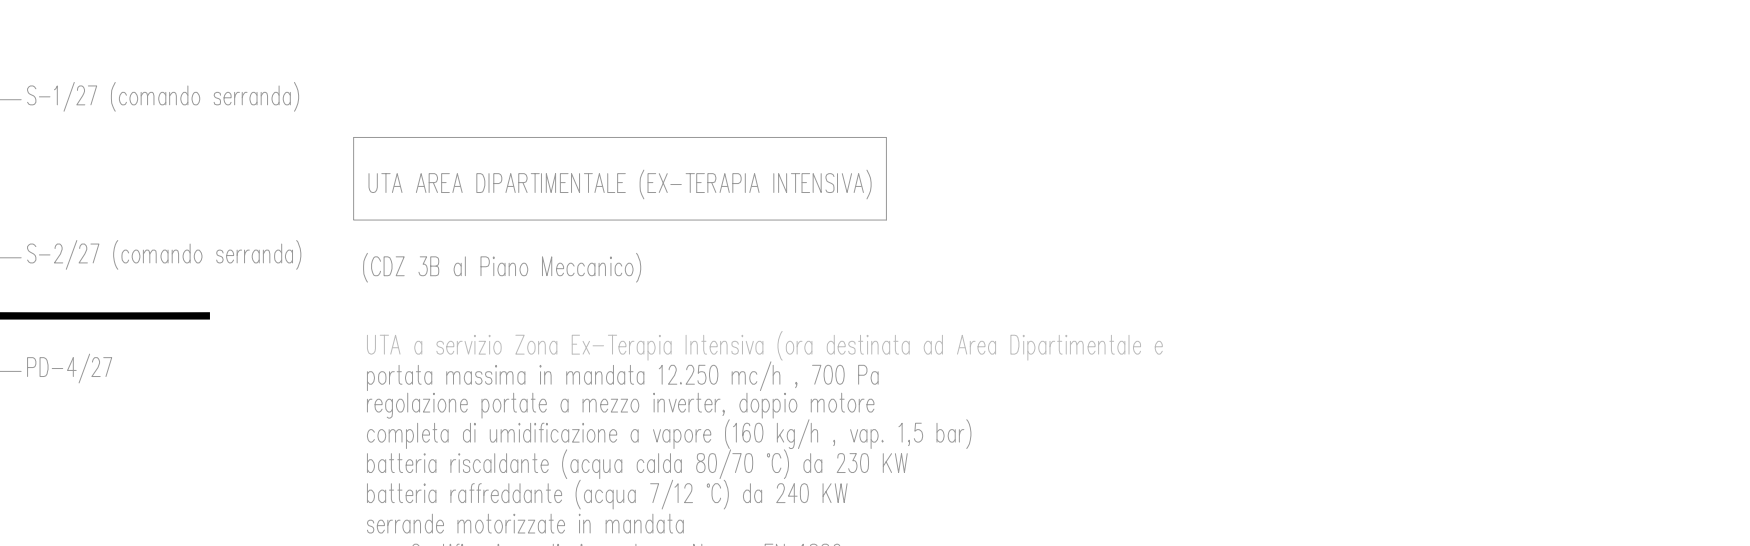 S-1/27 (comando serranda)
UTA AREA DIPARTIMENTALE (EX-TERAPIA INTENSIVA)
S-2/27 (comando serranda)
(CDZ 3B al Piano Meccanico)
UTA a servizio Zona Ex-Terapia Intensiva (ora destinata ad Area Dipartimentale e
PD-4/27
portata massima in mandata 12.250 mc/h , 700 Pa
regolazione portate a mezzo inverter, doppio motore
completa di umidificazione a vapore (160 kg/h , vap. 1,5 bar)
batteria riscaldante (acqua calda 80/70 °C) da 230 KW
batteria raffreddante (acqua 7/12 °C) da 240 KW
serrande motorizzate in mandata